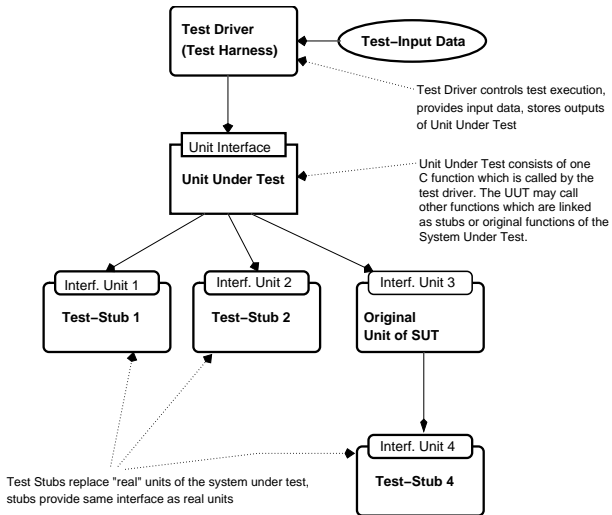 Test Driver
(Test Harness)
Test–Input Data
Test Driver controls test execution,
provides input data, stores outputs
of Unit Under Test
Unit Interface
Unit Under Test
Unit Under Test consists of one
C function which is called by the
test driver. The UUT may call
other functions which are linked
as stubs or original functions of the
System Under Test.
Interf. Unit 1
Test–Stub 1
Interf. Unit 2
Test–Stub 2
Interf. Unit 3
Original
Unit of SUT
Interf. Unit 4
Test–Stub 4
Test Stubs replace "real" units of the system under test,
stubs provide same interface as real units